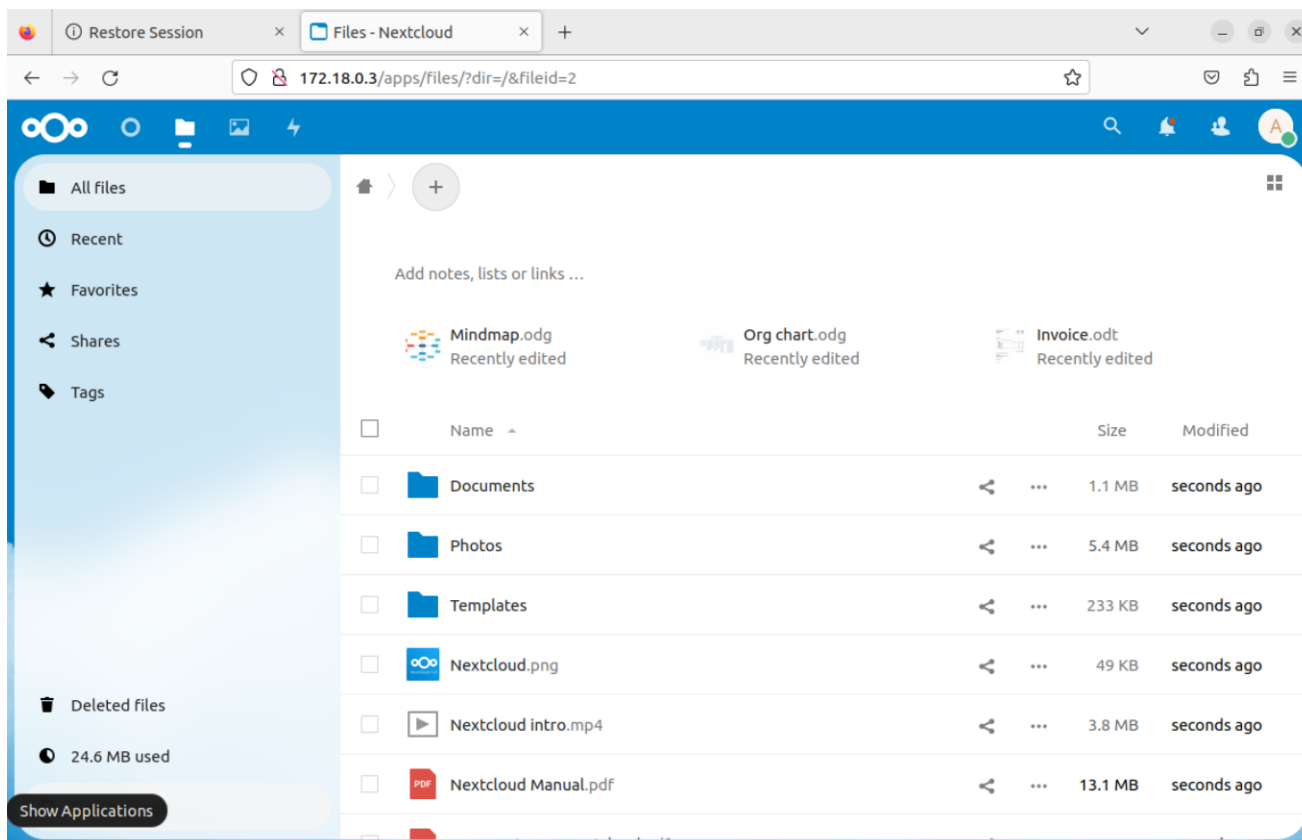 Restore Session
Files - Nextcloud
172.18.0.3/apps/files/?dir=/&fileid=2
A
All files
Recent
Favorites
Shares
Tags
Deleted files
24.6 MB used
Show Applications
Add notes, lists or links …
Mindmap.odg
Recently edited
Org chart.odg
Recently edited
Invoice.odt
Recently edited
Name Size Modified
Documents 1.1 MB seconds ago
Photos 5.4 MB seconds ago
Templates 233 KB seconds ago
Nextcloud.png 49 KB seconds ago
Nextcloud intro.mp4 3.8 MB seconds ago
PDF Nextcloud Manual.pdf 13.1 MB seconds ago